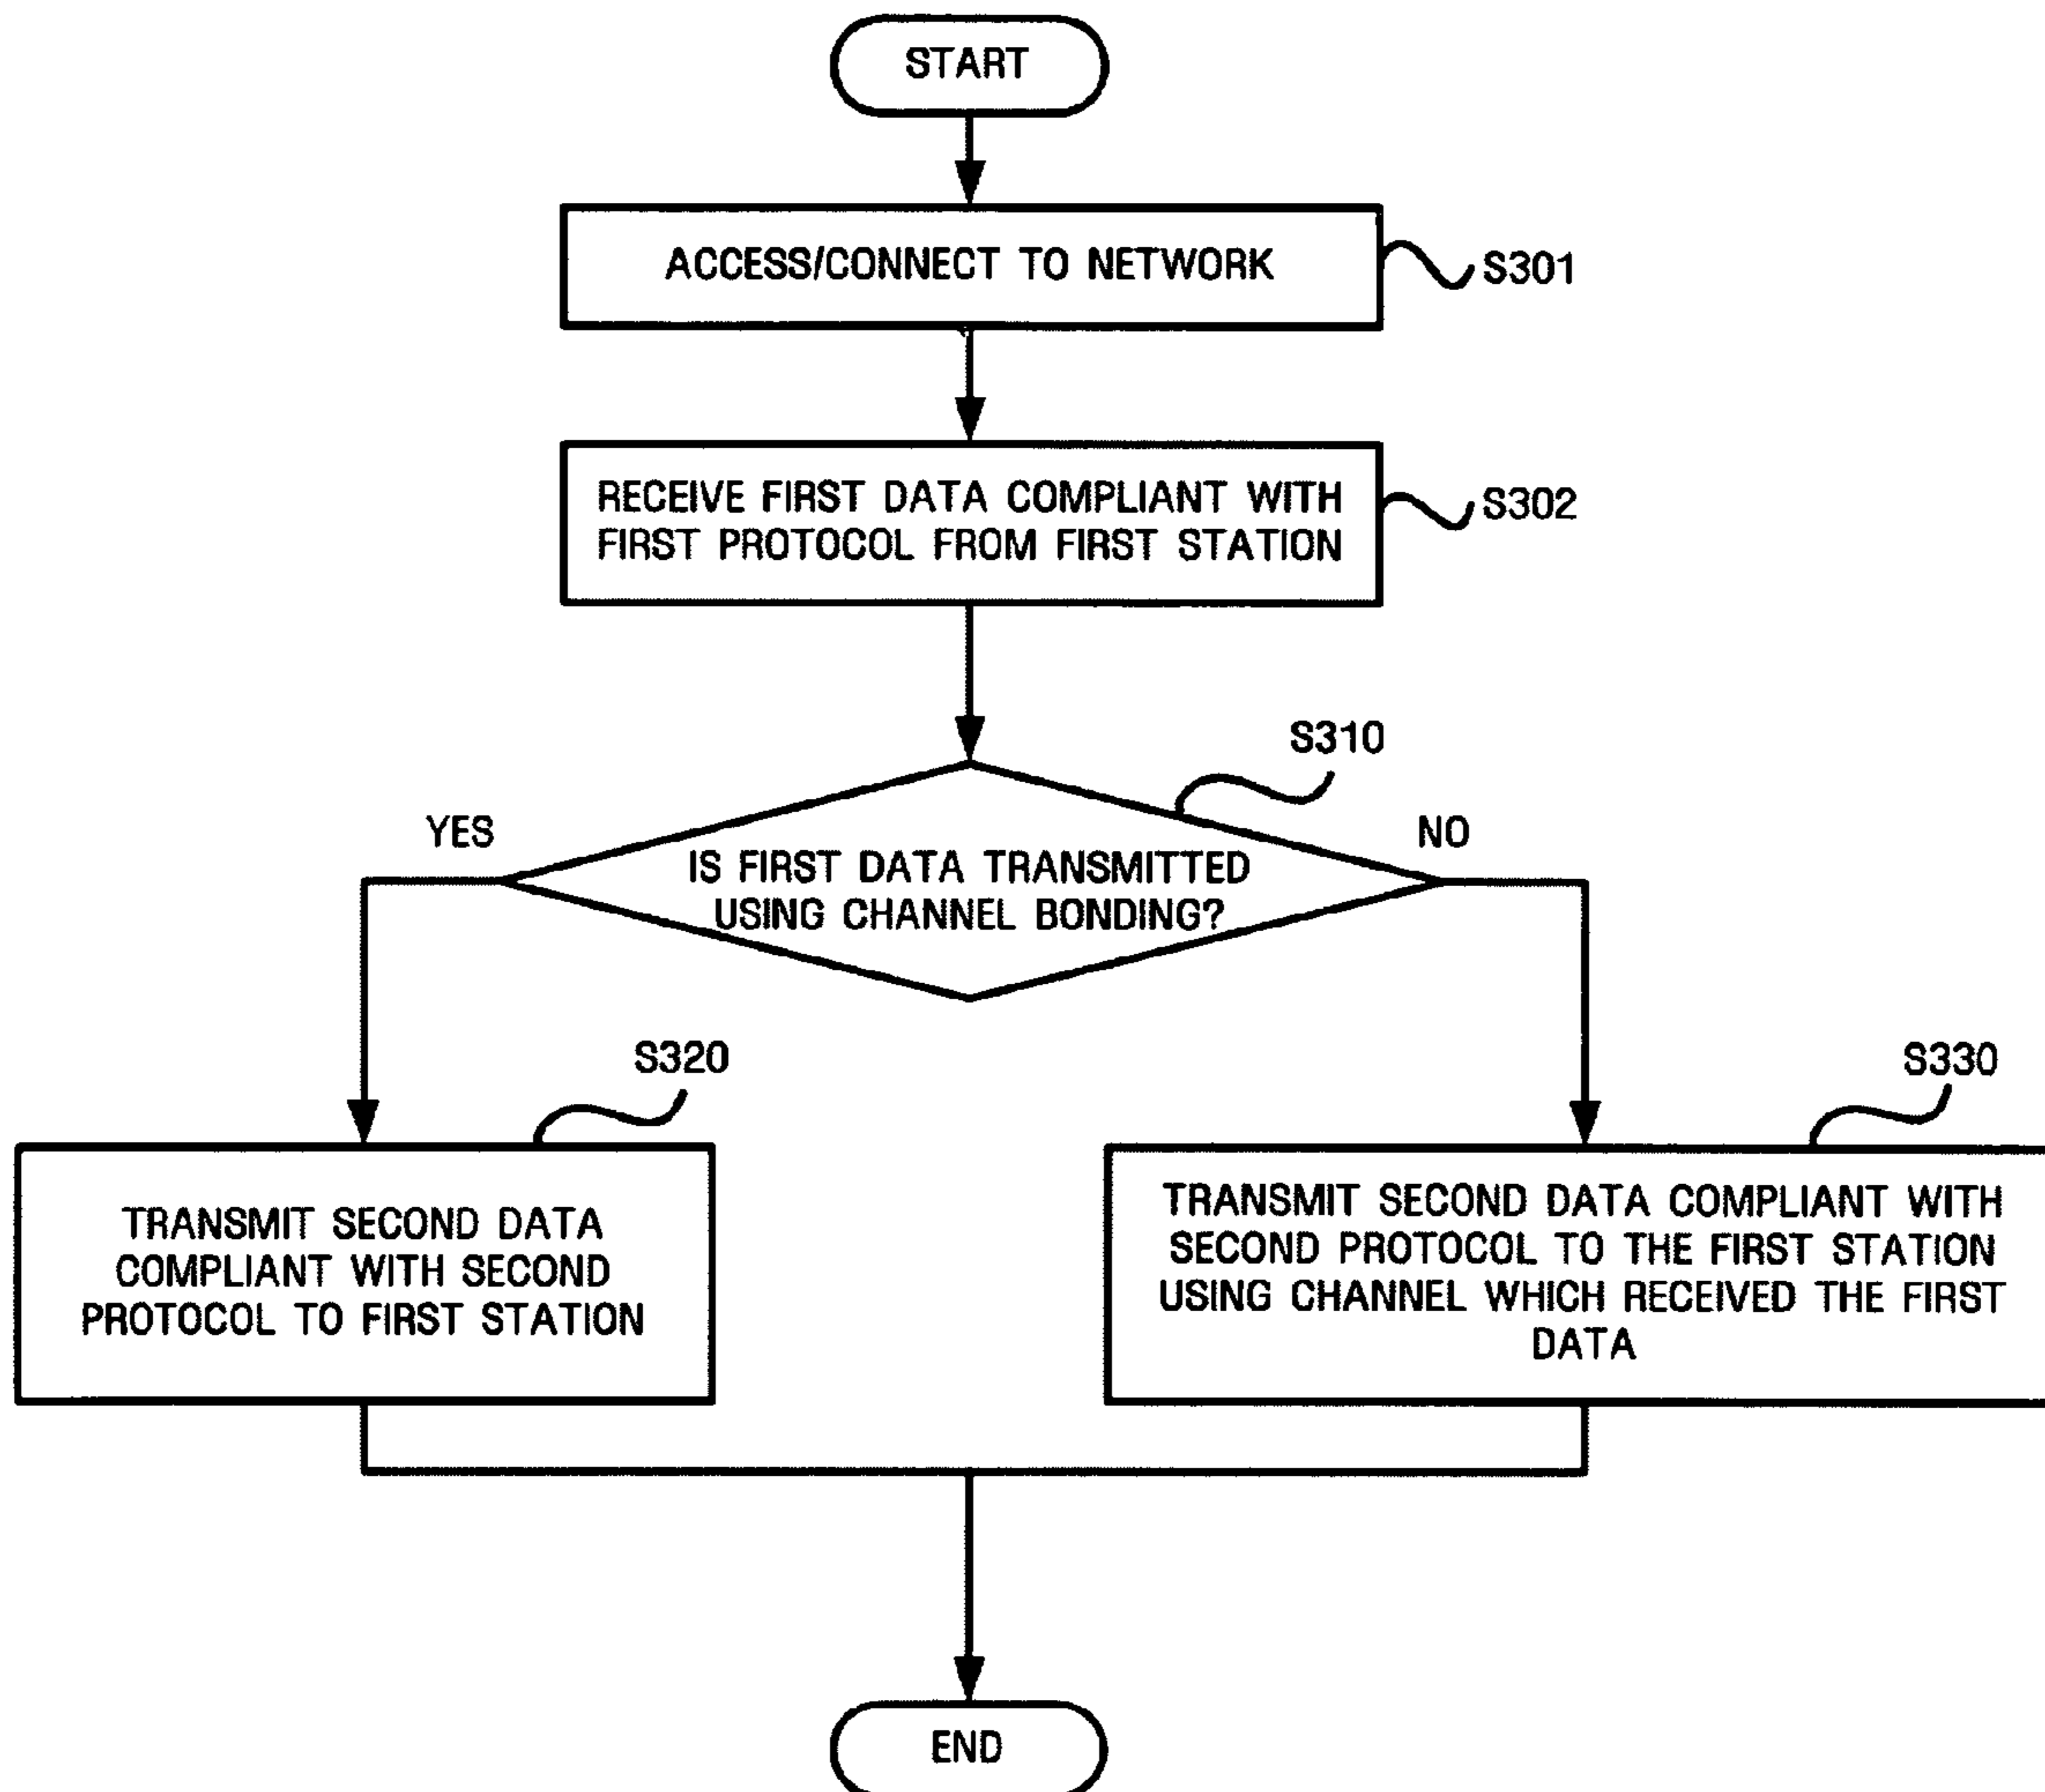 START
ACCESS/CONNECT TO NETWORK
S301
RECEIVE FIRST DATA COMPLIANT WITH
FIRST PROTOCOL FROM FIRST STATION
S302
S310
YES
NO
IS FIRST DATA TRANSMITTED
USING CHANNEL BONDING?
S320
S330
TRANSMIT SECOND DATA
COMPLIANT WITH SECOND
PROTOCOL TO FIRST STATION
TRANSMIT SECOND DATA COMPLIANT WITH
SECOND PROTOCOL TO THE FIRST STATION
USING CHANNEL WHICH RECEIVED THE FIRST
DATA
END